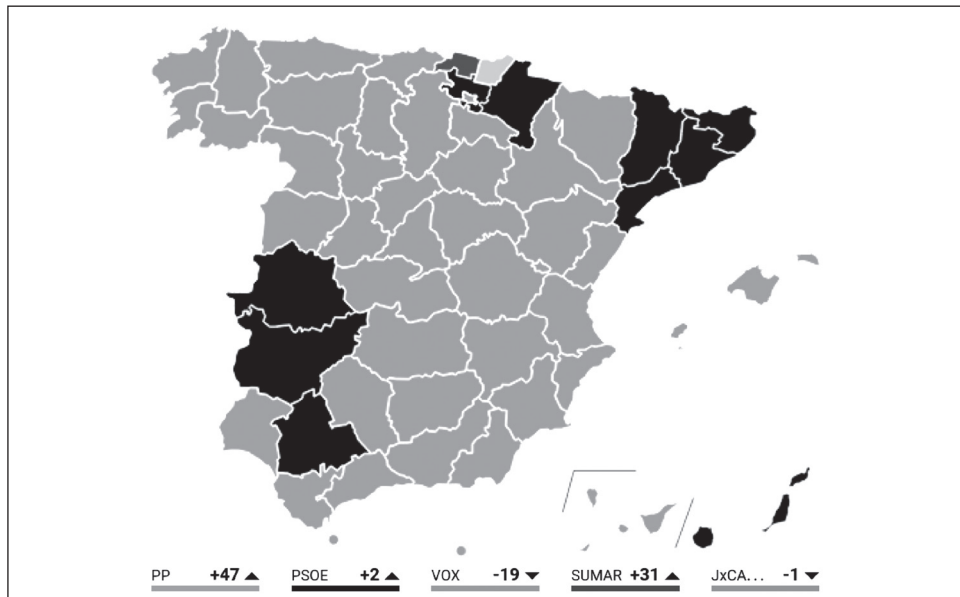 PP +47 ▲ PSOE +2 ▲ VOX -19 ▼ SUMAR +31 ▲ JxCA... -1 ▼